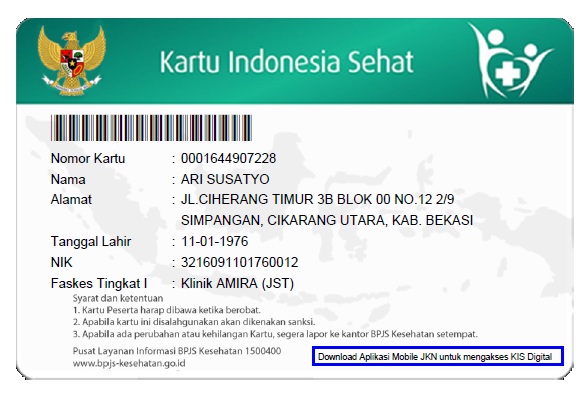 Kartu Indonesia Sehat
Nomor Kartu : 0001644907228
Nama : ARI SUSATYO
Alamat : JL.CIHERANG TIMUR 3B BLOK 00 NO.12 2/9
SIMPANGAN, CIKARANG UTARA, KAB. BEKASI
Tanggal Lahir : 11-01-1976
NIK : 3216091101760012
Faskes Tingkat I : Klinik AMIRA (JST)
Syarat dan ketentuan
1. Kartu Peserta harap dibawa ketika berobat.
2. Apabila kartu ini disalahgunakan akan dikenakan sanksi.
3. Apabila ada perubahan atau kehilangan Kartu, segera lapor ke kantor BPJS Kesehatan setempat.
Pusat Layanan Informasi BPJS Kesehatan 1500400
www.bpjs-kesehatan.go.id
Download Aplikasi Mobile JKN untuk mengakses KIS Digital